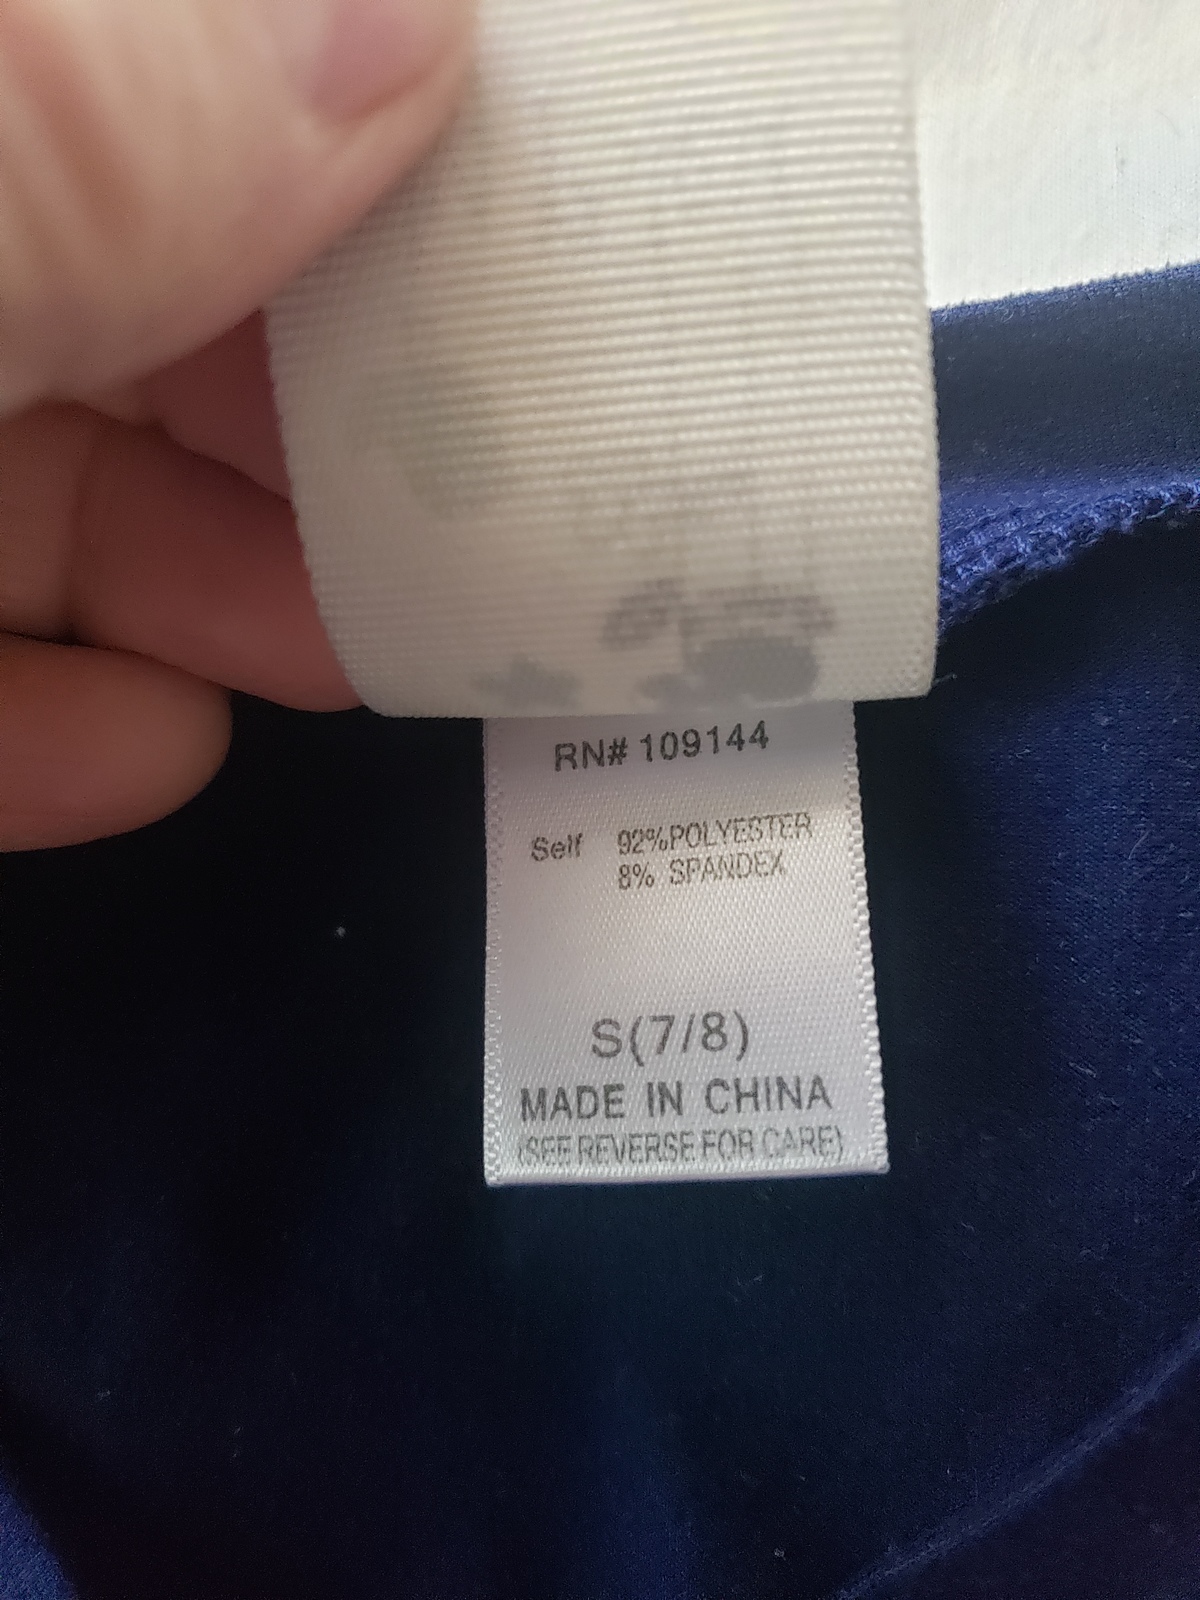 RN# 109144
Self 92%POLYESTER
8% SPANDEX
S(7/8)
MADE IN CHINA
(SEE REVERSE FOR CARE)